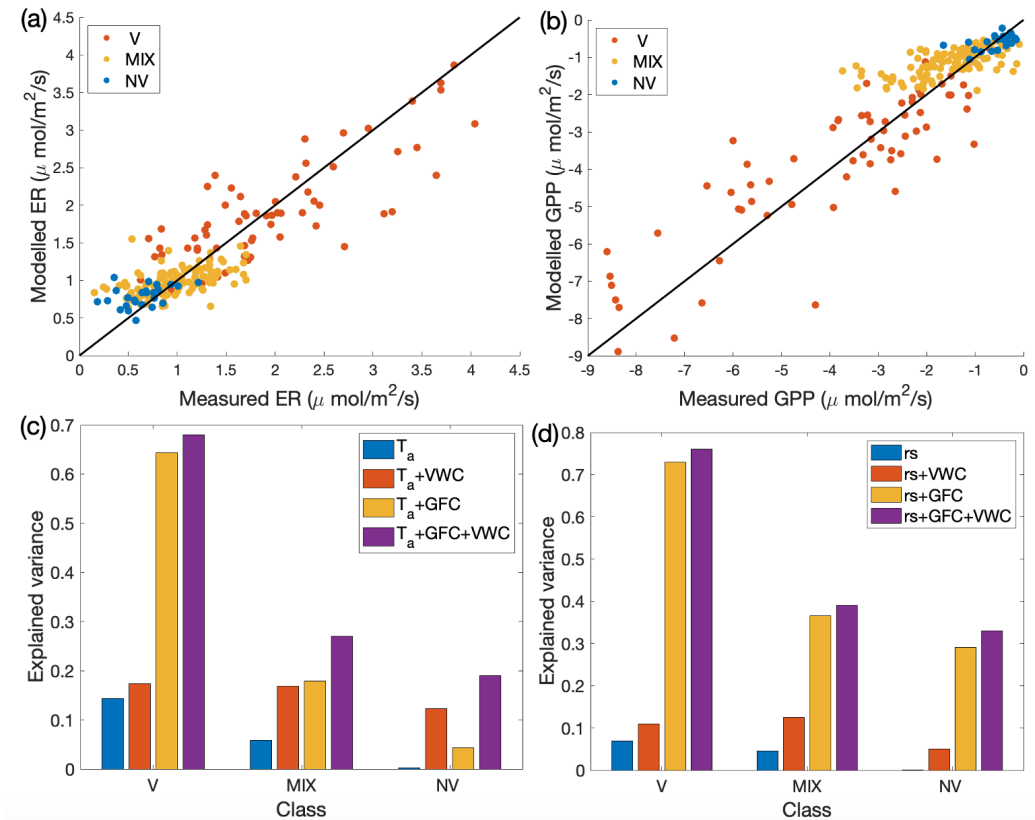 (a)
4.5
4
3.5
3
2.5
2
1.5
1
0.5
0
V
MIX
NV
Modelled ER (μ mol/m²/s)
0 0.5 1 1.5 2 2.5 3 3.5 4 4.5
Measured ER (μ mol/m²/s)
(b)
0
-1
-2
-3
-4
-5
-6
-7
-8
-9
V
MIX
NV
Modelled GPP (μ mol/m²/s)
-9 -8 -7 -6 -5 -4 -3 -2 -1 0
Measured GPP (μ mol/m²/s)
(c)
0.7
0.6
0.5
0.4
0.3
0.2
0.1
0
Tₐ
Tₐ+VWC
Tₐ+GFC
Tₐ+GFC+VWC
Explained variance
V MIX NV
Class
(d)
0.8
0.7
0.6
0.5
0.4
0.3
0.2
0.1
0
rs
rs+VWC
rs+GFC
rs+GFC+VWC
Explained variance
V MIX NV
Class